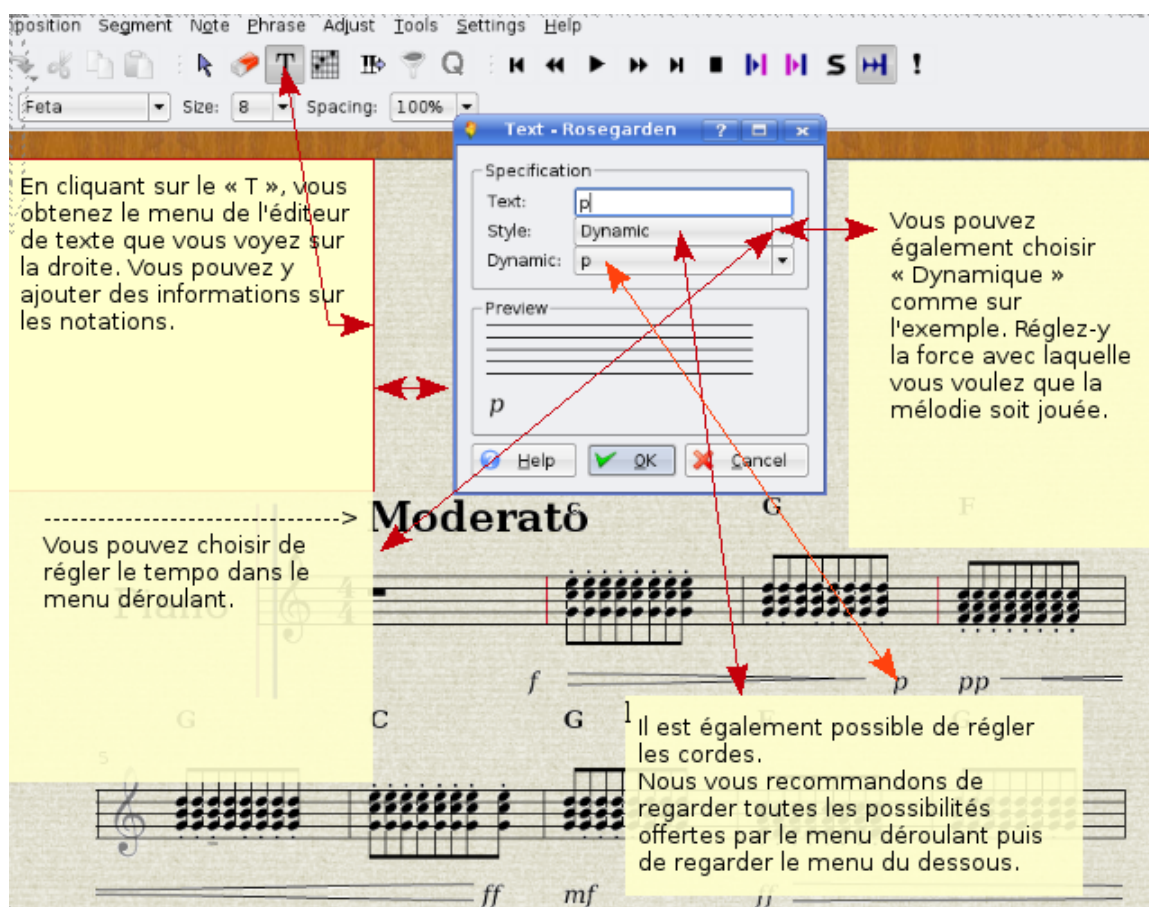 position Segment Note Phrase Adjust Tools Settings Help
T Q S !
Feta Size: 8 Spacing: 100%
Text - Rosegarden ?
Specification
Text: p
Style: Dynamic
Dynamic: p
Preview
p
Help OK Cancel
En cliquant sur le « T », vous
obtenez le menu de l'éditeur
de texte que vous voyez sur
la droite. Vous pouvez y
ajouter des informations sur
les notations.
Vous pouvez
également choisir
« Dynamique »
comme sur
l'exemple. Réglez-y
la force avec laquelle
vous voulez que la
mélodie soit jouée.
------------------------------->
Vous pouvez choisir de
régler le tempo dans le
menu déroulant.
Moderato C G F
Piano 4 4
f p pp
G C G F G
5
Il est également possible de régler
les cordes.
Nous vous recommandons de
regarder toutes les possibilités
offertes par le menu déroulant puis
de regarder le menu du dessous.
ff mf ff